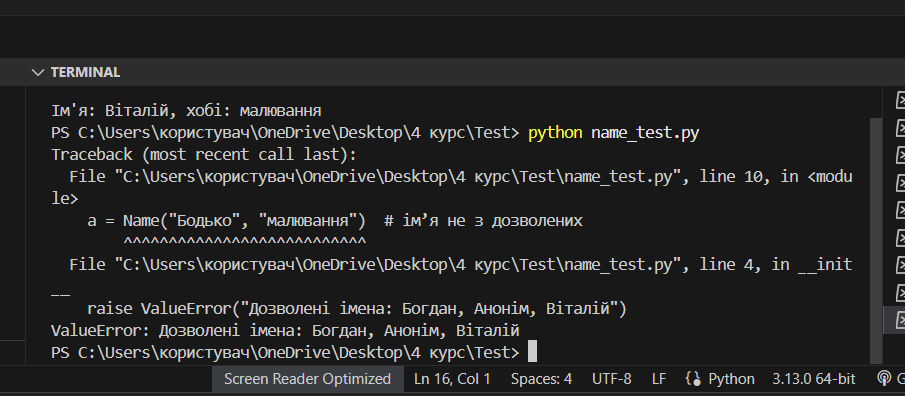 TERMINAL
Ім'я: Віталій, хобі: малювання
PS C:\Users\користувач\OneDrive\Desktop\4 курс\Test> python name_test.py
Traceback (most recent call last):
  File "C:\Users\користувач\OneDrive\Desktop\4 курс\Test\name_test.py", line 10, in <modu
le>
    a = Name("Бодько", "малювання")  # ім’я не з дозволених
        ^^^^^^^^^^^^^^^^^^^^^^^^^^^
  File "C:\Users\користувач\OneDrive\Desktop\4 курс\Test\name_test.py", line 4, in __init
__
    raise ValueError("Дозволені імена: Богдан, Анонім, Віталій")
ValueError: Дозволені імена: Богдан, Анонім, Віталій
PS C:\Users\користувач\OneDrive\Desktop\4 курс\Test>
Screen Reader Optimized Ln 16, Col 1 Spaces: 4 UTF-8 LF Python 3.13.0 64-bit G